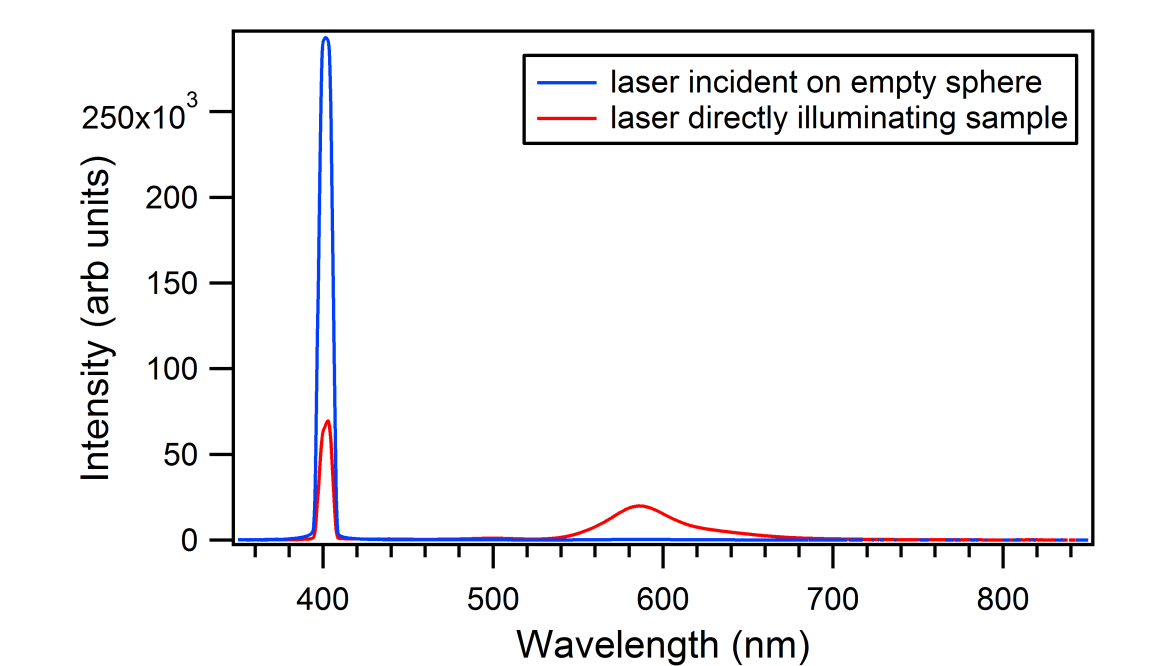 laser incident on empty sphere
laser directly illuminating sample
Intensity (arb units)
250x10³
200
150
100
50
0
400 500 600 700 800
Wavelength (nm)